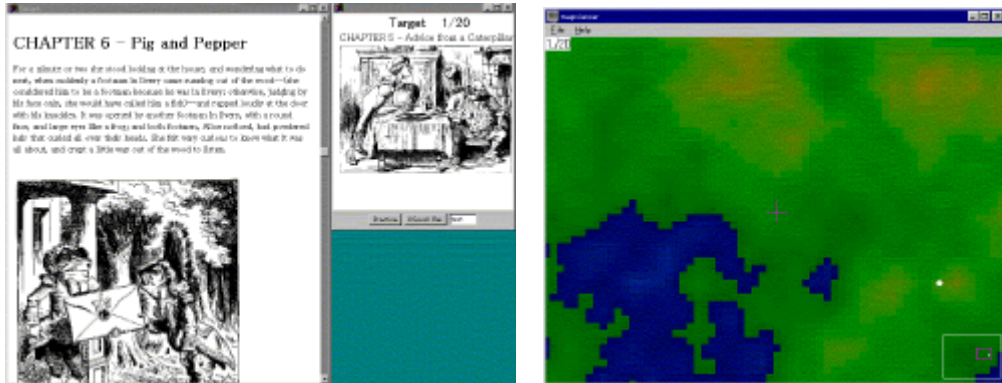 CHAPTER 6 - Pig and Pepper
For a minute or two she stood looking at the house, and wondering what to do
next, when suddenly a footman in livery came running out of the wood—(she
considered him to be a footman because he was in livery: otherwise, judging by
his face only, she would have called him a fish)—and rapped loudly at the door
with his knuckles. It was opened by another footman in livery, with a round
face, and large eyes like a frog; and both footmen, Alice noticed, had powdered
hair that curled all over their heads. She felt very curious to know what it was
all about, and crept a little way out of the wood to listen.
Target 1/20
CHAPTER 5 - Advice from a Caterpillar
File Help
1/20